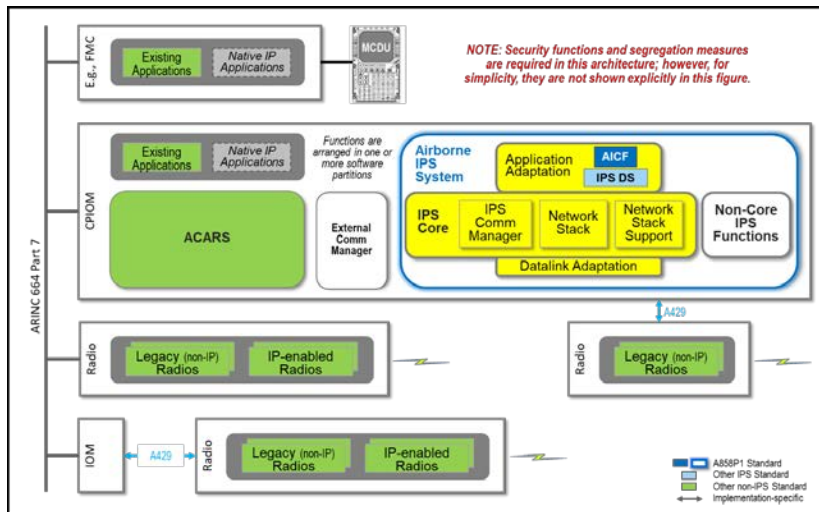 E.g., FMC
Existing
Applications
Native IP
Applications
MCDU
NOTE: Security functions and segregation measures
are required in this architecture; however, for
simplicity, they are not shown explicitly in this figure.
ARINC 664 Part 7
CPIOM
Existing
Applications
Native IP
Applications
Functions are
arranged in one or
more software
partitions
ACARS
External
Comm
Manager
Airborne
IPS
System
Application
Adaptation
AICF
IPS DS
IPS
Core
IPS
Comm
Manager
Network
Stack
Network
Stack
Support
Datalink Adaptation
Non-Core
IPS
Functions
A429
Radio
Legacy (non-IP)
Radios
IP-enabled
Radios
Radio
Legacy (non-IP)
Radios
IOM
A429
Radio
Legacy (non-IP)
Radios
IP-enabled
Radios
A858P1 Standard
Other IPS Standard
Other non-IPS Standard
Implementation-specific